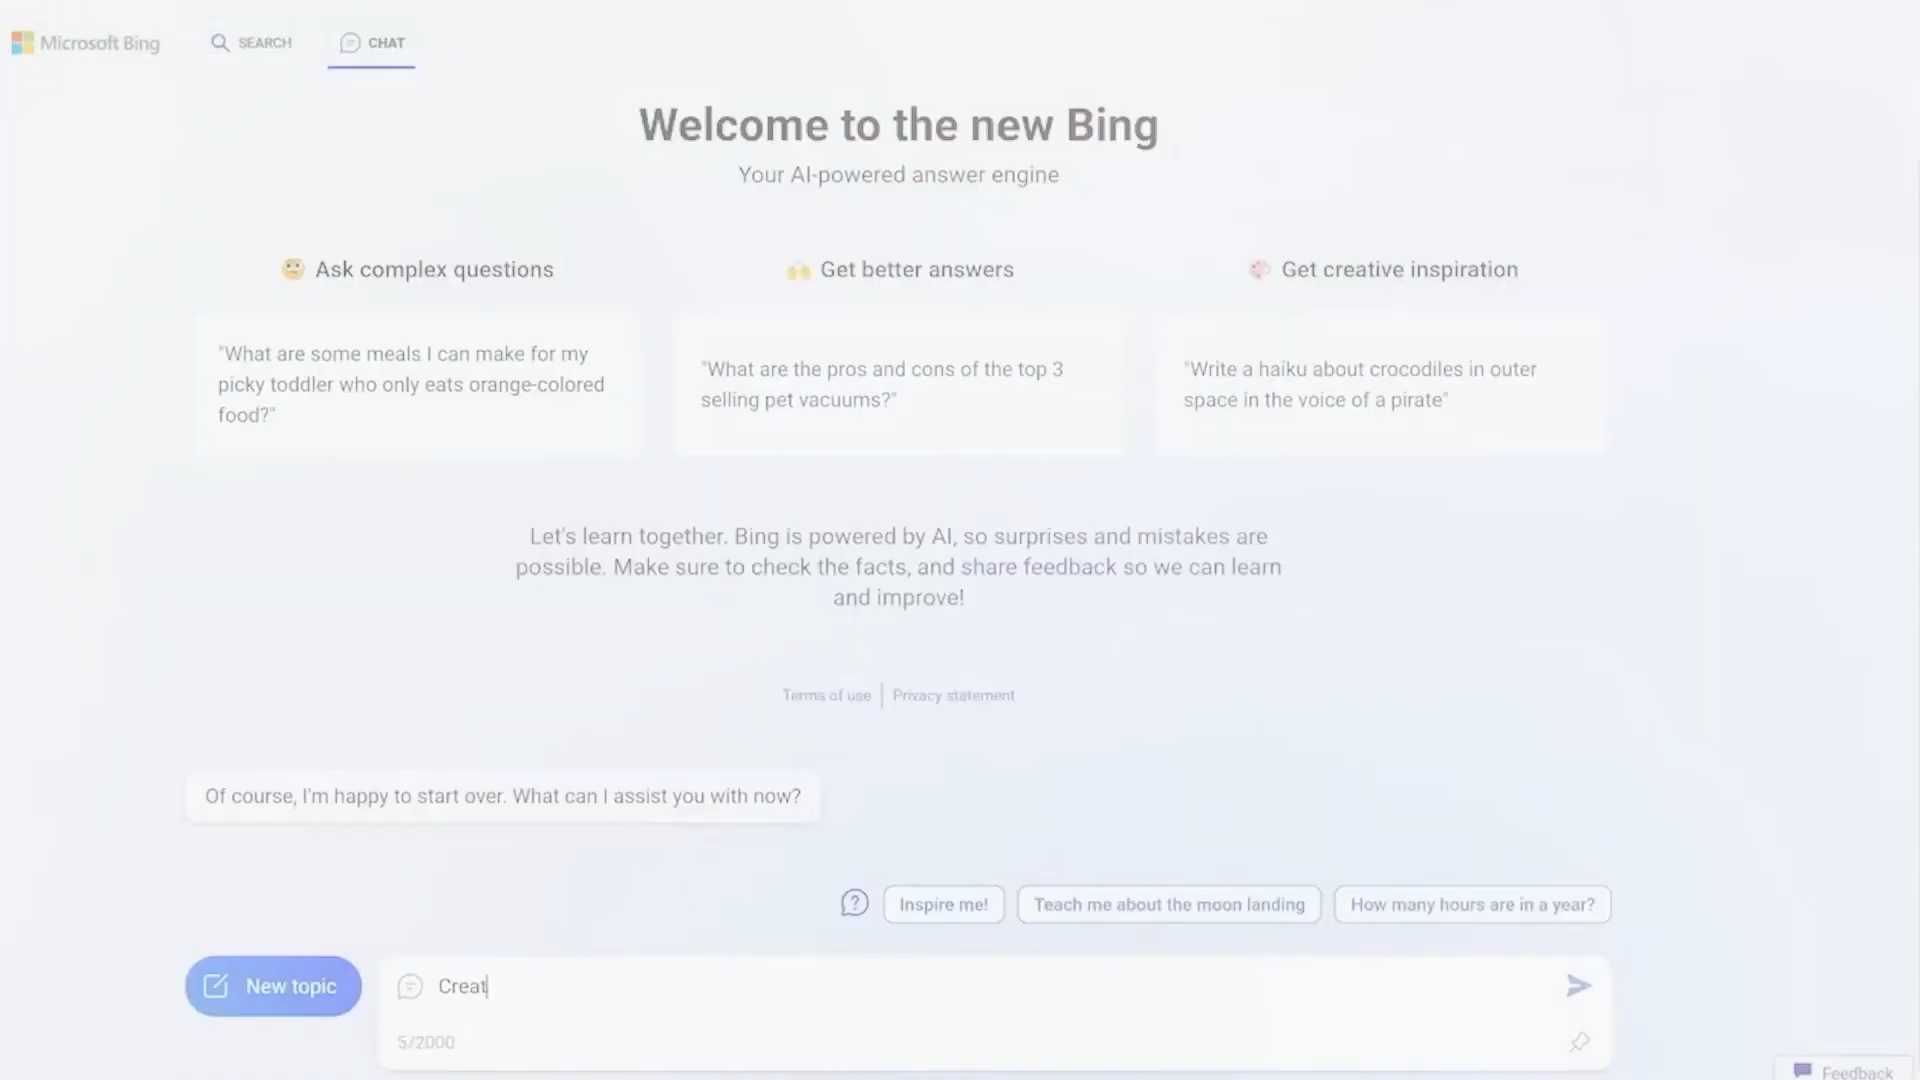 Microsoft Bing
SEARCH
CHAT
Welcome to the new Bing
Your AI-powered answer engine
Ask complex questions
Get better answers
Get creative inspiration
"What are some meals I can make for my
picky toddler who only eats orange-colored
food?"
"What are the pros and cons of the top 3
selling pet vacuums?"
"Write a haiku about crocodiles in outer
space in the voice of a pirate"
Let's learn together. Bing is powered by AI, so surprises and mistakes are
possible. Make sure to check the facts, and share feedback so we can learn
and improve!
Terms of use
Privacy statement
Of course, I'm happy to start over. What can I assist you with now?
Inspire me!
Teach me about the moon landing
How many hours are in a year?
New topic
Creat
5/2000
Feedback